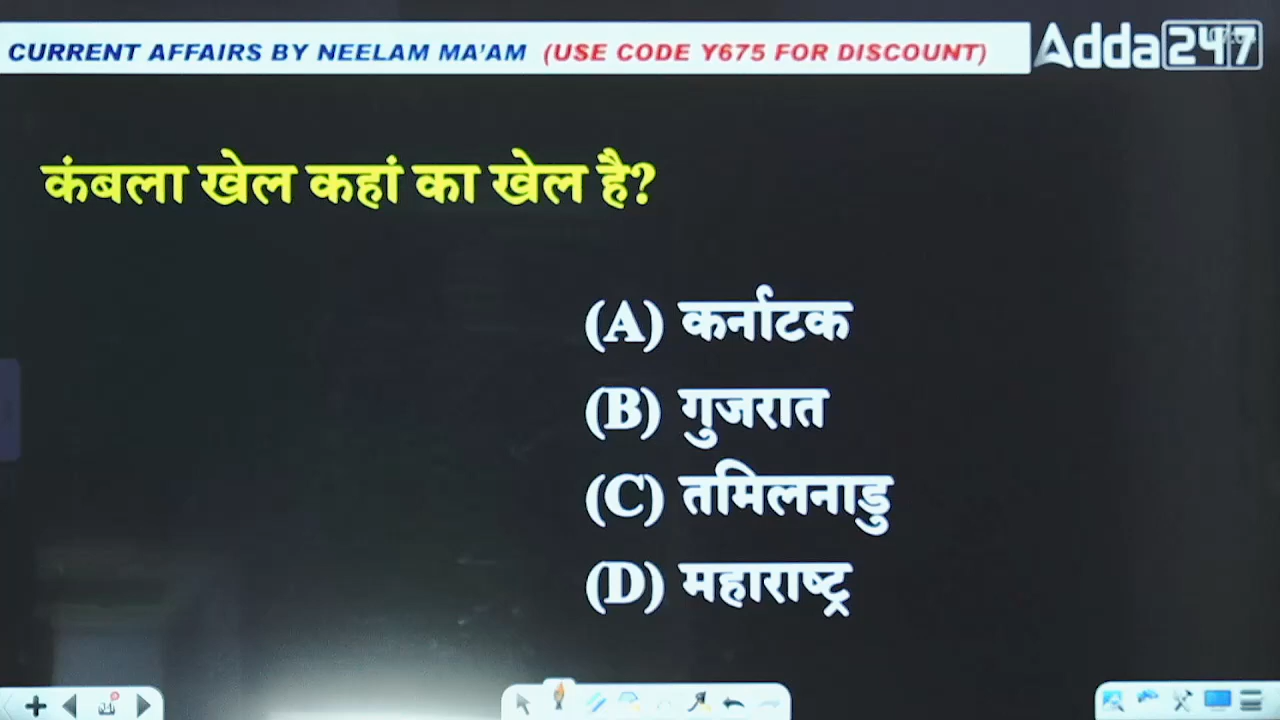 CURRENT AFFAIRS BY NEELAM MA'AM (USE CODE Y675 FOR DISCOUNT)
Adda247
कंबला खेल कहां का खेल है?
(A) कर्नाटक
(B) गुजरात
(C) तमिलनाडु
(D) महाराष्ट्र